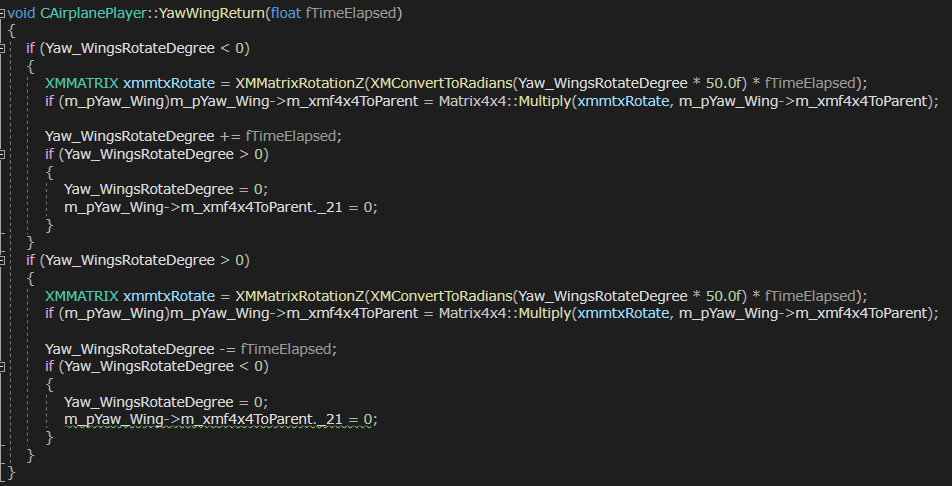 void CAirplanePlayer::YawWingReturn(float fTimeElapsed)
{
if (Yaw_WingsRotateDegree < 0)
{
XMMATRIX xmmtxRotate = XMMatrixRotationZ(XMConvertToRadians(Yaw_WingsRotateDegree * 50.0f) * fTimeElapsed);
if (m_pYaw_Wing)m_pYaw_Wing->m_xmf4x4ToParent = Matrix4x4::Multiply(xmmtxRotate, m_pYaw_Wing->m_xmf4x4ToParent);
Yaw_WingsRotateDegree += fTimeElapsed;
if (Yaw_WingsRotateDegree > 0)
{
Yaw_WingsRotateDegree = 0;
m_pYaw_Wing->m_xmf4x4ToParent._21 = 0;
}
}
if (Yaw_WingsRotateDegree > 0)
{
XMMATRIX xmmtxRotate = XMMatrixRotationZ(XMConvertToRadians(Yaw_WingsRotateDegree * 50.0f) * fTimeElapsed);
if (m_pYaw_Wing)m_pYaw_Wing->m_xmf4x4ToParent = Matrix4x4::Multiply(xmmtxRotate, m_pYaw_Wing->m_xmf4x4ToParent);
Yaw_WingsRotateDegree -= fTimeElapsed;
if (Yaw_WingsRotateDegree < 0)
{
Yaw_WingsRotateDegree = 0;
m_pYaw_Wing->m_xmf4x4ToParent._21 = 0;
}
}
}